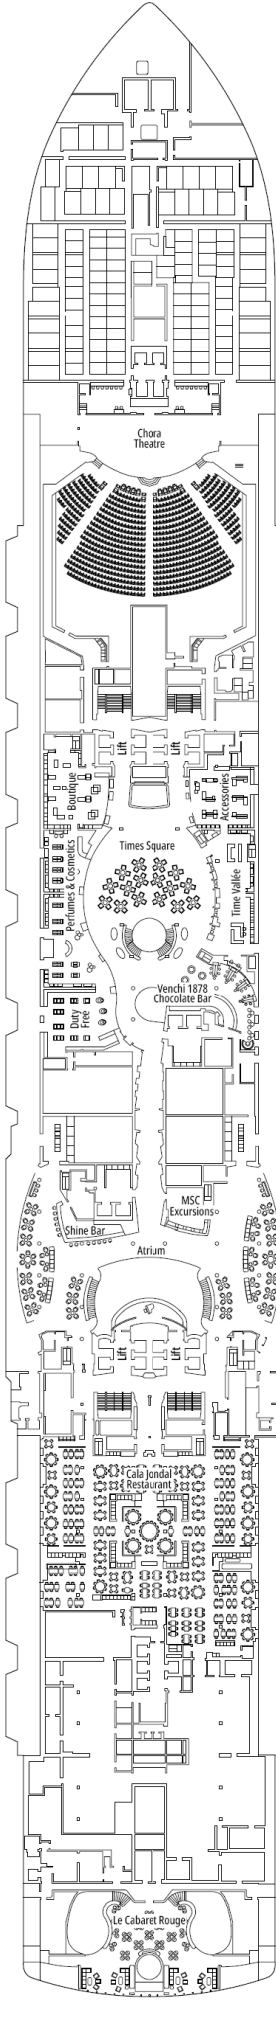 Chora
Theatre
Lift
Lift
Boutique
Accessories
Times Square
Perfumes & Cosmetics
Time Vallée
Venchi 1878
Chocolate Bar
Duty
Free
MSC
Excursions
Shine Bar
Atrium
Lift
Lift
Cala Jondal
Restaurant
Le Cabaret Rouge